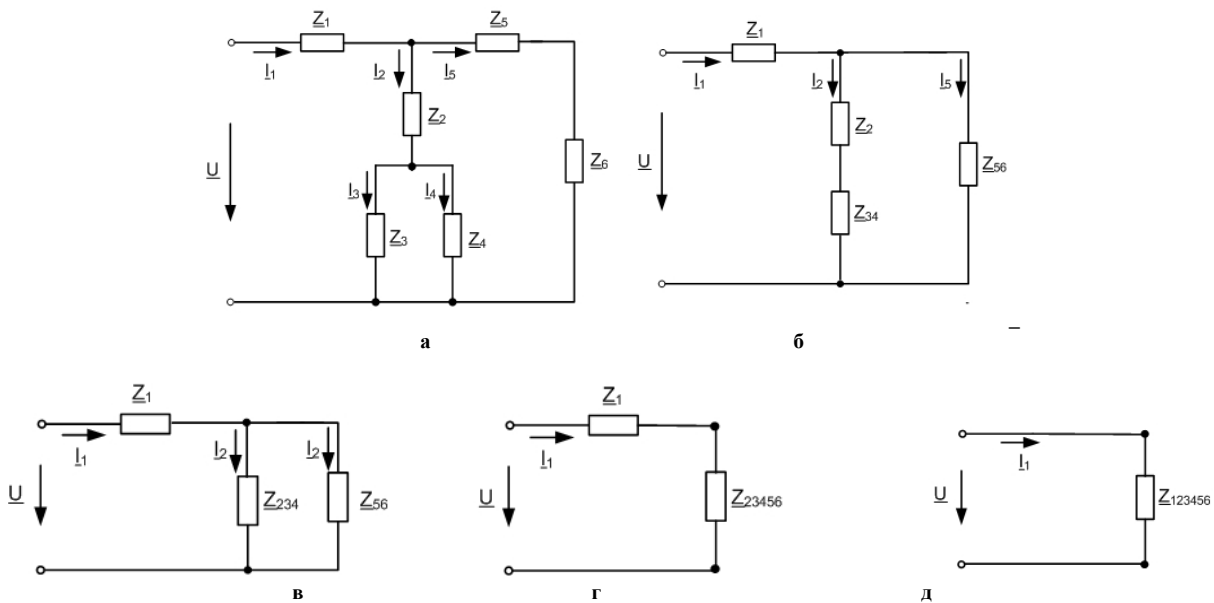 Z1 Z5
I1 I2 I5
Z2
U Z6
I3 I4
Z3 Z4
а
Z1
I1 I2 I5
Z2
U Z56
Z34
б
Z1
I1 I2 I2
U Z234 Z56
в
Z1
I1
U Z23456
г
I1
U Z123456
д